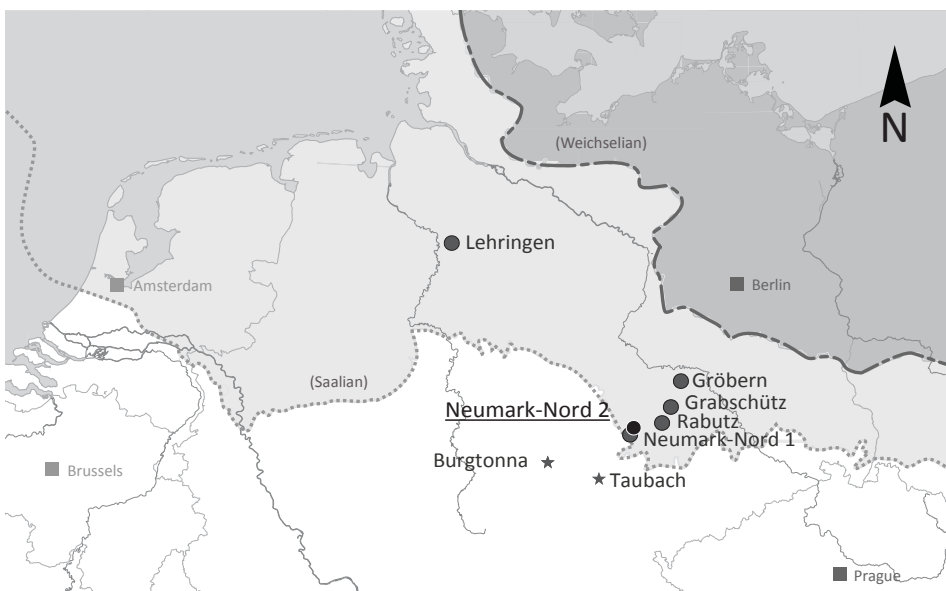 N
(Weichselian)
Lehringen
Amsterdam
Berlin
(Saalian)
Gröbern
Grabschütz
Neumark-Nord 2
Rabutz
Neumark-Nord 1
Burgtonna
Brussels
Taubach
Prague